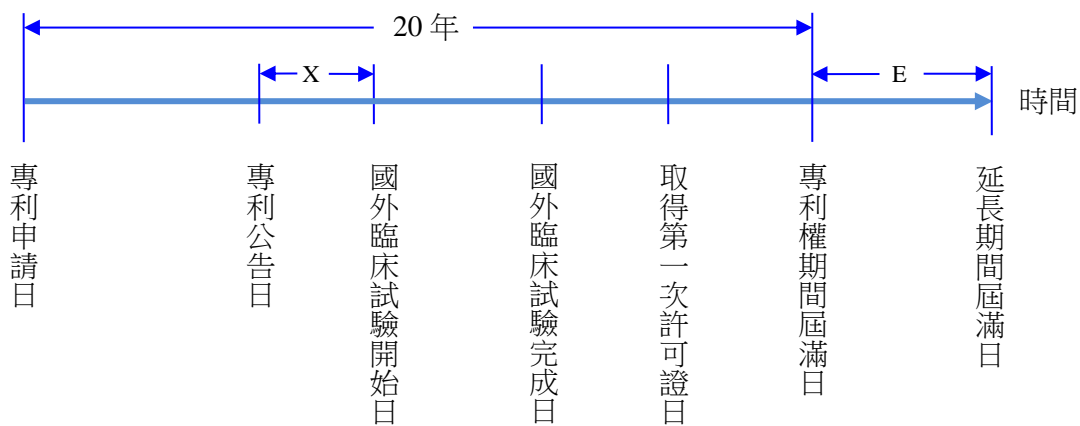 20 年
X
E
時間
專利申請日
專利公告日
國外臨床試驗開始日
國外臨床試驗完成日
取得第一次許可證日
專利權期間屆滿日
延長期間屆滿日